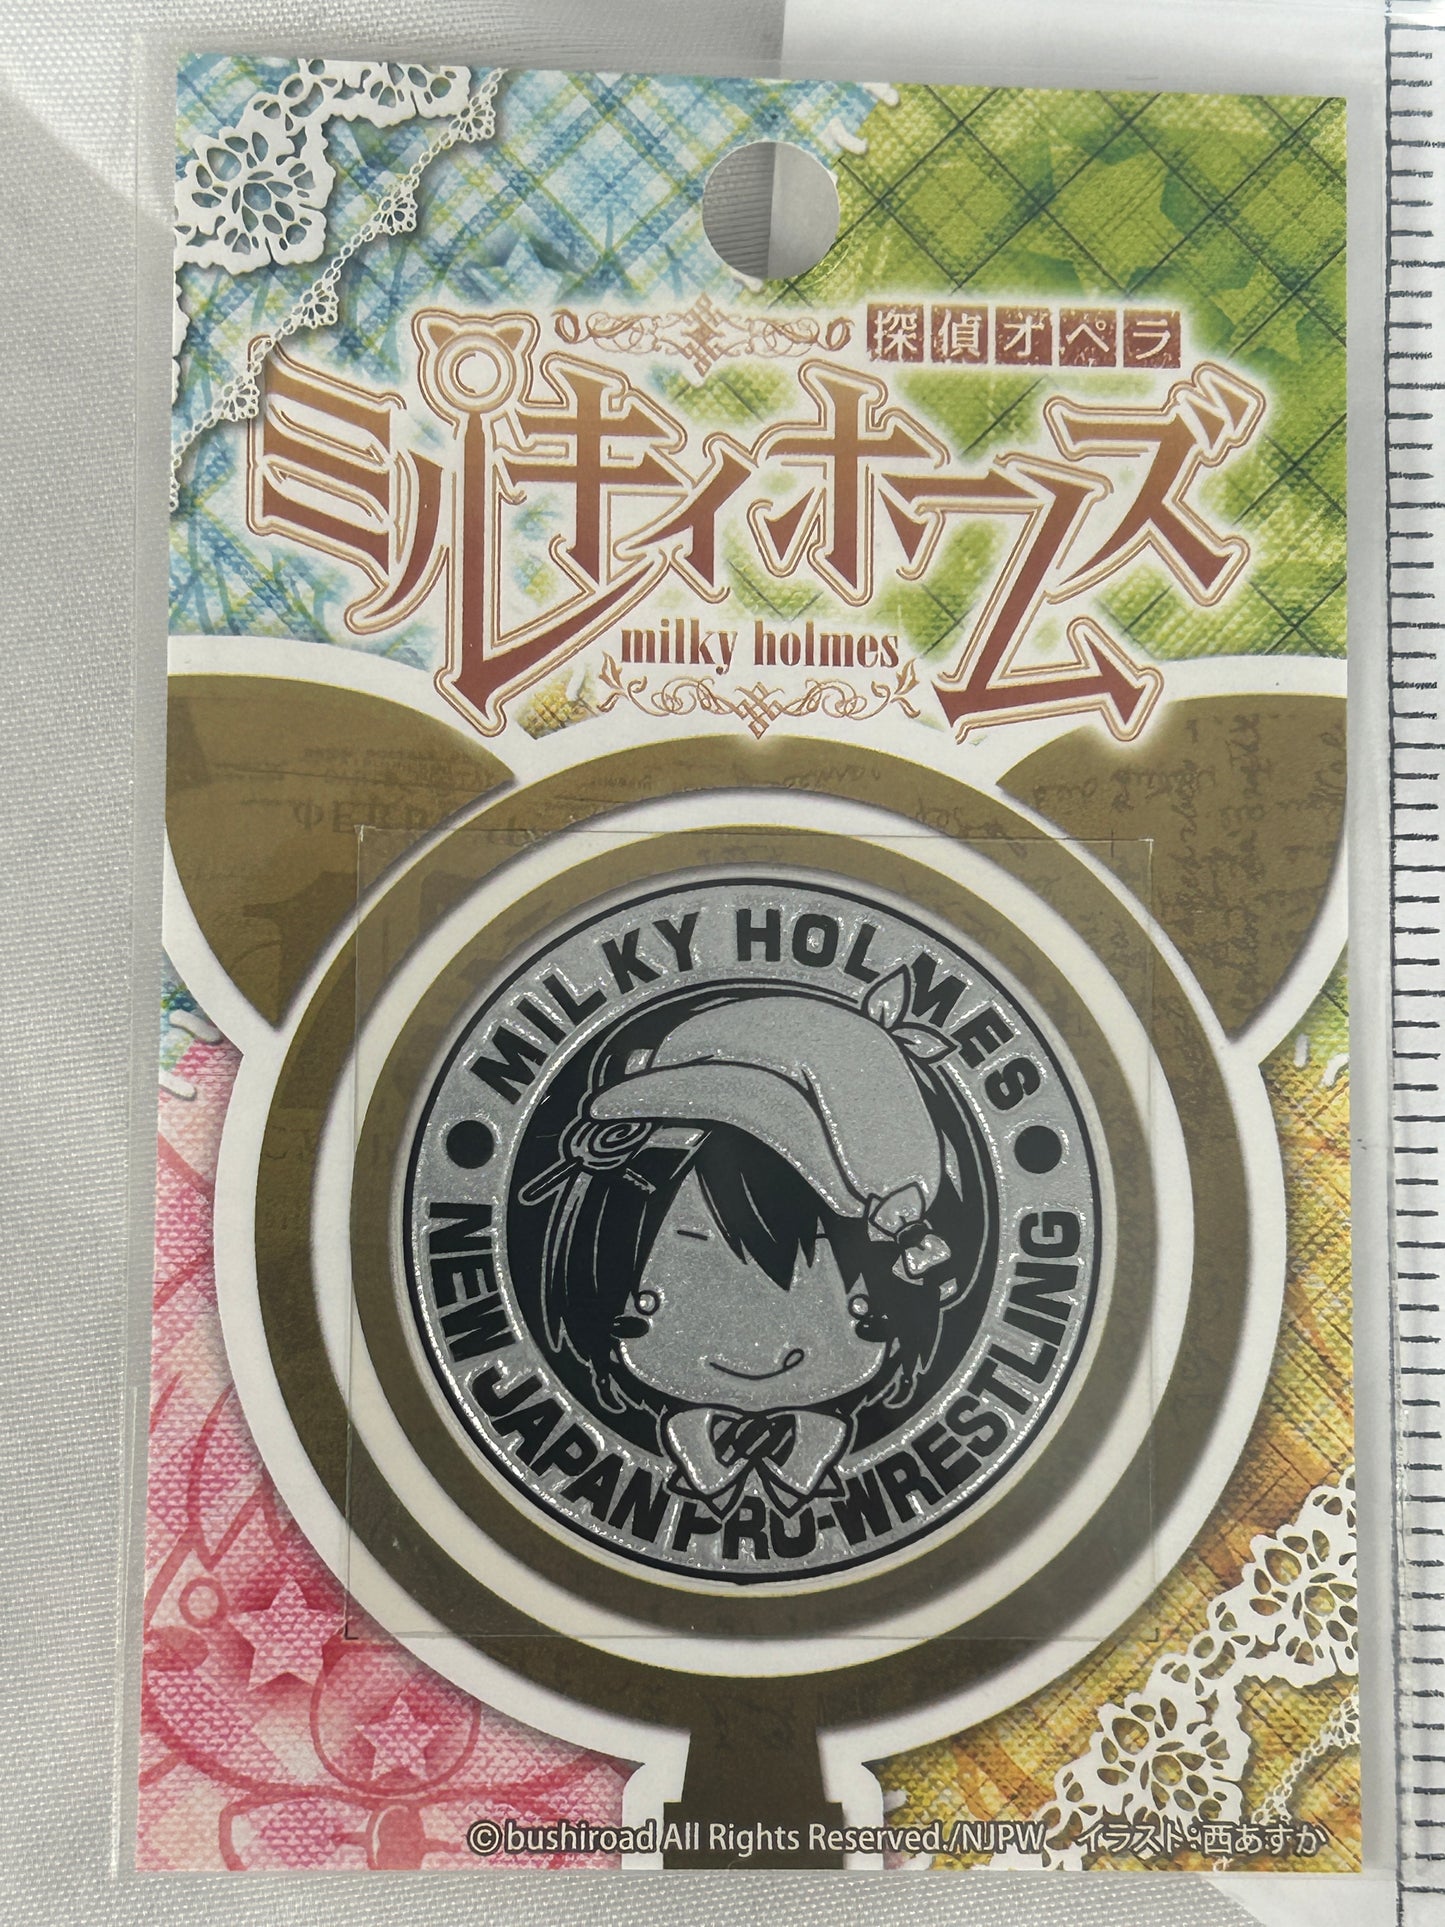 探偵オペラ
ミルキィホームズ
milky holmes
MILKY HOLMES
NEW JAPAN PRO-WRESTLING
©bushiroad All Rights Reserved./NJPW イラスト:西あすか